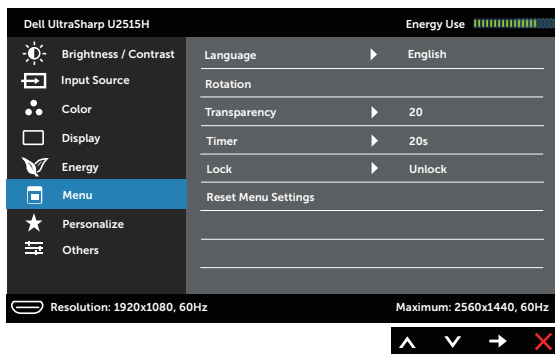 Dell UltraSharp U2515H Energy Use
Brightness / Contrast Language English
Input Source Rotation
Color Transparency 20
Display Timer 20s
Energy Lock Unlock
Menu Reset Menu Settings
Personalize
Others
Resolution: 1920x1080, 60Hz Maximum: 2560x1440, 60Hz